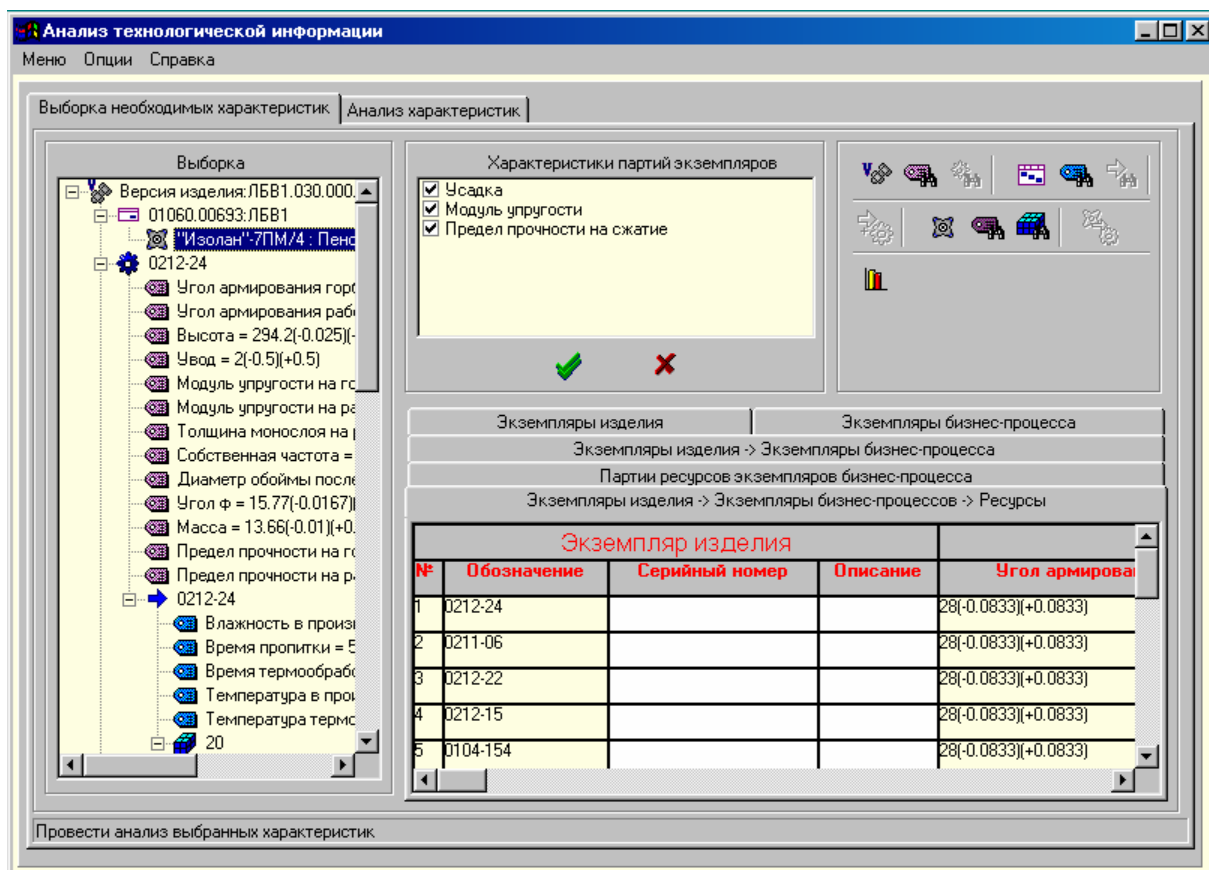 Анализ технологической информации
Меню Опции Справка
Выборка необходимых характеристик Анализ характеристик
Выборка
Версия изделия:ЛБВ1.030.000.
01060.00693:ЛБВ1
"Изолан"-7ПМ/4 : Пено
0212-24
Угол армирования горб
Угол армирования рабо
Высота = 294.2(-0.025)(-
Увод = 2(-0.5)(+0.5)
Модуль упругости на го
Модуль упругости на ра
Толщина монослоя на
Собственная частота =
Диаметр обоймы после
Угол ф = 15.77(-0.0167)(
Масса = 13.66(-0.01)(+0.
Предел прочности на го
Предел прочности на р
0212-24
Влажность в произв
Время пропитки = 5
Время термообрабо
Температура в прои
Температура термо
20
Характеристики партий экземпляров
Усадка
Модуль упругости
Предел прочности на сжатие
Экземпляры изделия Экземпляры бизнес-процесса
Экземпляры изделия -> Экземпляры бизнес-процесса
Партии ресурсов экземпляров бизнес-процесса
Экземпляры изделия -> Экземпляры бизнес-процессов -> Ресурсы
Экземпляр изделия
№ Обозначение Серийный номер Описание Угол армирован
1 0212-24 28(-0.0833)(+0.0833)
2 0211-06 28(-0.0833)(+0.0833)
3 0212-22 28(-0.0833)(+0.0833)
4 0212-15 28(-0.0833)(+0.0833)
5 0104-154 28(-0.0833)(+0.0833)
Провести анализ выбранных характеристик